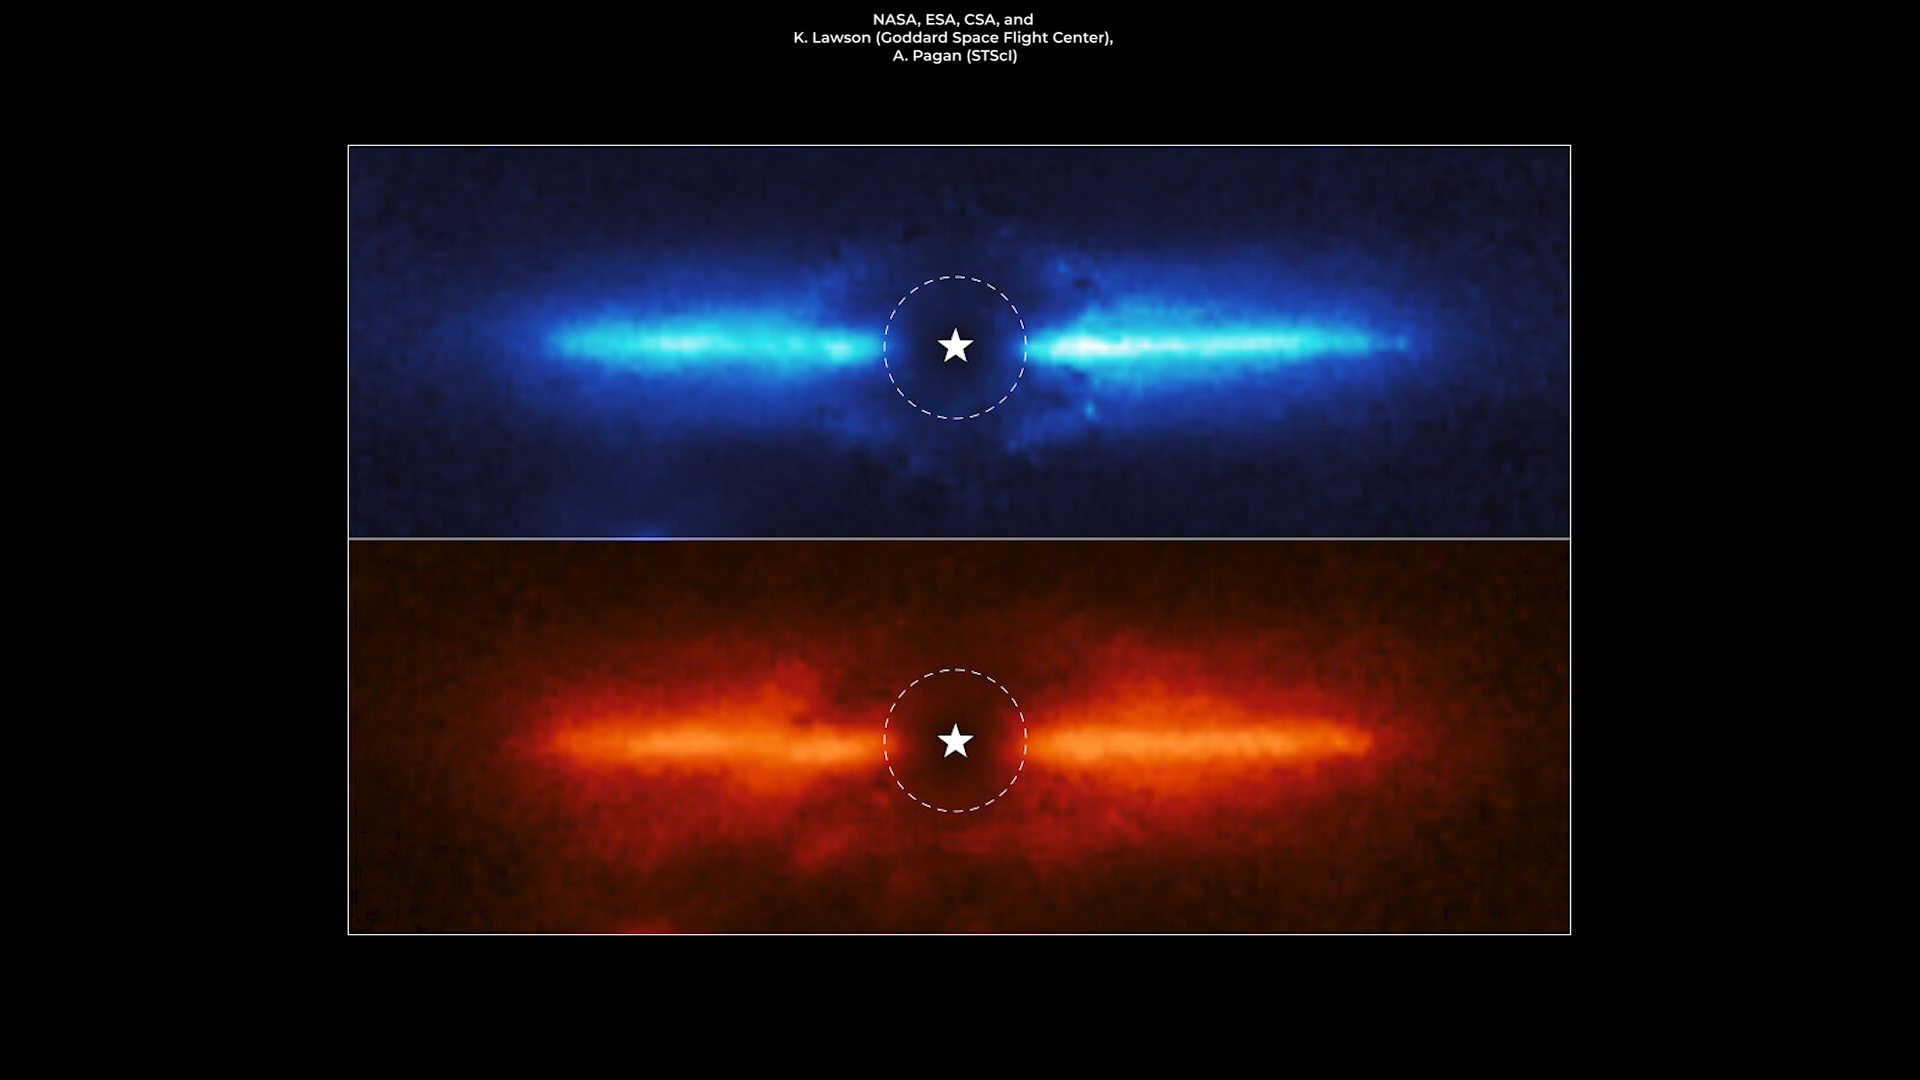 NASA, ESA, CSA, and
K. Lawson (Goddard Space Flight Center),
A. Pagan (STScI)